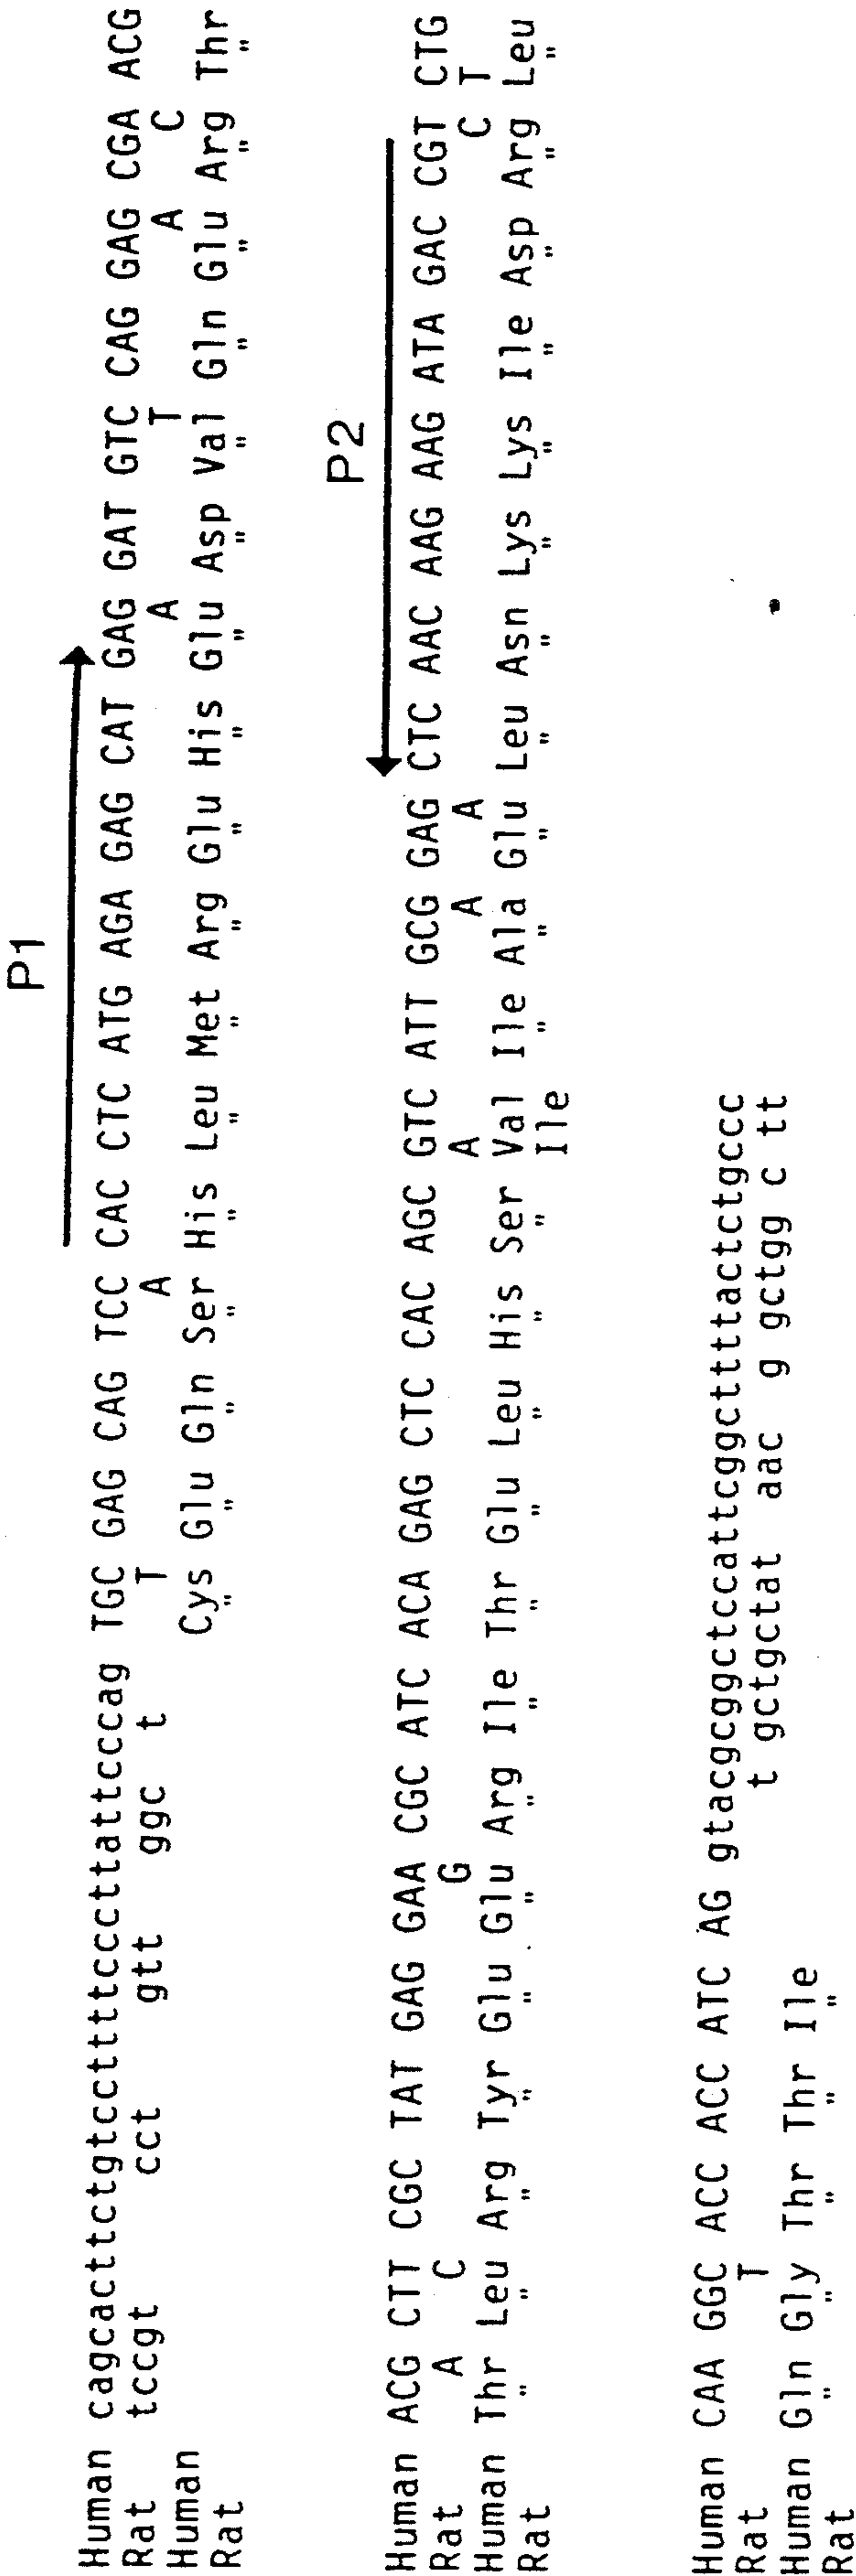 P1
Human cagcacttctgtccttttcccttattcccag TGC GAG CAG TCC CAC CTC ATG AGA GAG CAT GAG GAT GTC CAG GAG CGA ACG
Rat tccgt cct gtt ggc t T A A T A C
Human Cys Glu Gln Ser His Leu Met Arg Glu His Glu Asp Val Gln Glu Arg Thr
Rat " " " " " " " " " " " " " " " " "
P2
Human ACG CTT CGC TAT GAG GAA CGC ATC ACA GAG CTC CAC AGC GTC ATT GCG GAG CTC AAC AAG AAG ATA GAC CGT CTG
Rat A C G A A A C T
Human Thr Leu Arg Tyr Glu Glu Arg Ile Thr Glu Leu His Ser Val Ile Ala Glu Leu Asn Lys Lys Ile Asp Arg Leu
Rat " " " " " " " " " " " " " Ile " " " " " " " " " " "
Human CAA GGC ACC ACC ATC AG gtacgcggctccattcggcttttactctgccc
Rat T t gctgctat aac g gctgg c tt
Human Gln Gly Thr Thr Ile
Rat " " " " "